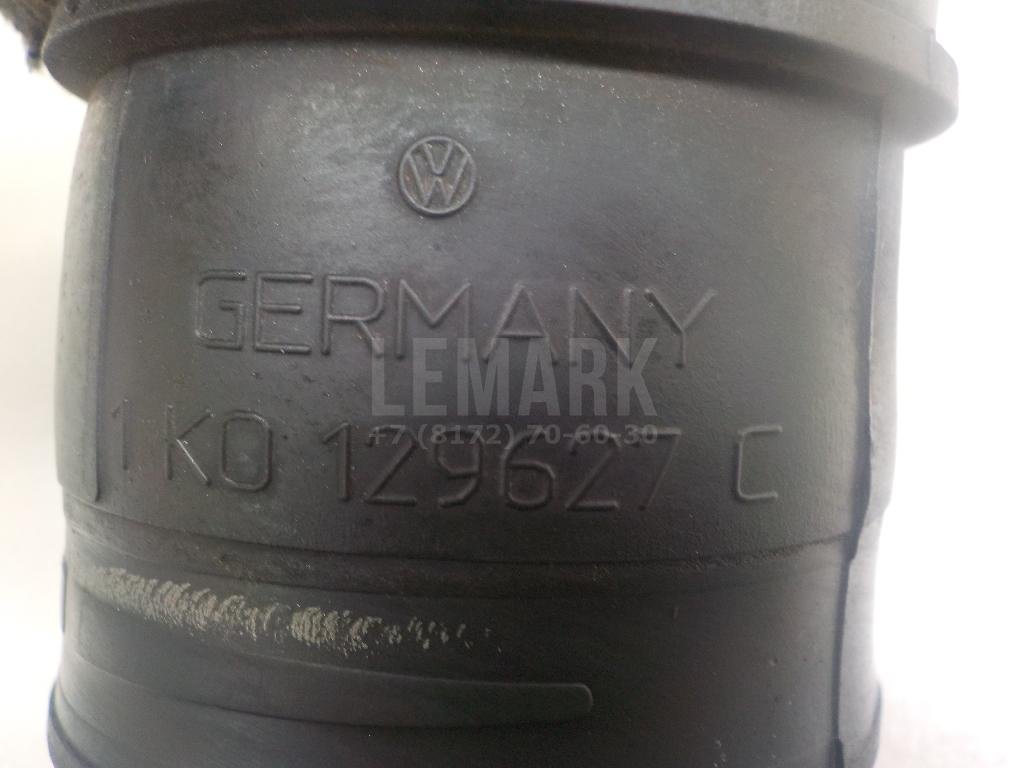 VW
GERMANY
LEMARK
+7 (8172) 70-60-30
1K0 129627 C